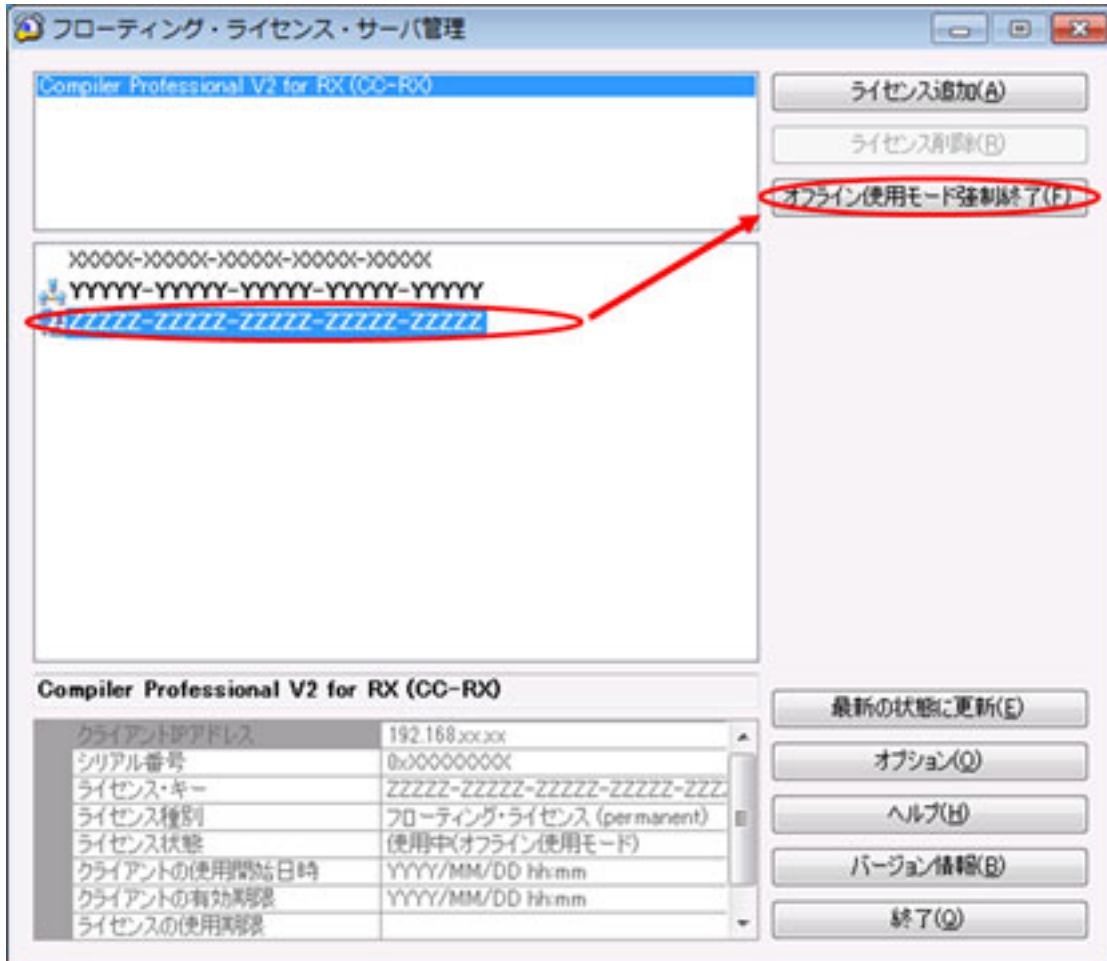 フローティング・ライセンス・サーバ管理
Compiler Professional V2 for RX (CC-RX)
ライセンス追加(A)
ライセンス削除(R)
オフライン使用モード強制終了(F)
XXXXX-XXXXX-XXXXX-XXXXX-XXXXX
YYYYY-YYYYY-YYYYY-YYYYY-YYYYY
ZZZZZ-ZZZZZ-ZZZZZ-ZZZZZ-ZZZZZ
Compiler Professional V2 for RX (CC-RX)
クライアントIPアドレス 192.168.xx.xx
シリアル番号 0xXXXXXXXXX
ライセンス・キー ZZZZZ-ZZZZZ-ZZZZZ-ZZZZZ-ZZZ
ライセンス種別 フローティング・ライセンス (permanent)
ライセンス状態 使用中(オフライン使用モード)
クライアントの使用開始日時 YYYY/MM/DD hh:mm
クライアントの有効期限 YYYY/MM/DD hh:mm
ライセンスの使用期限
最新の状態に更新(E)
オプション(O)
ヘルプ(H)
バージョン情報(B)
終了(Q)